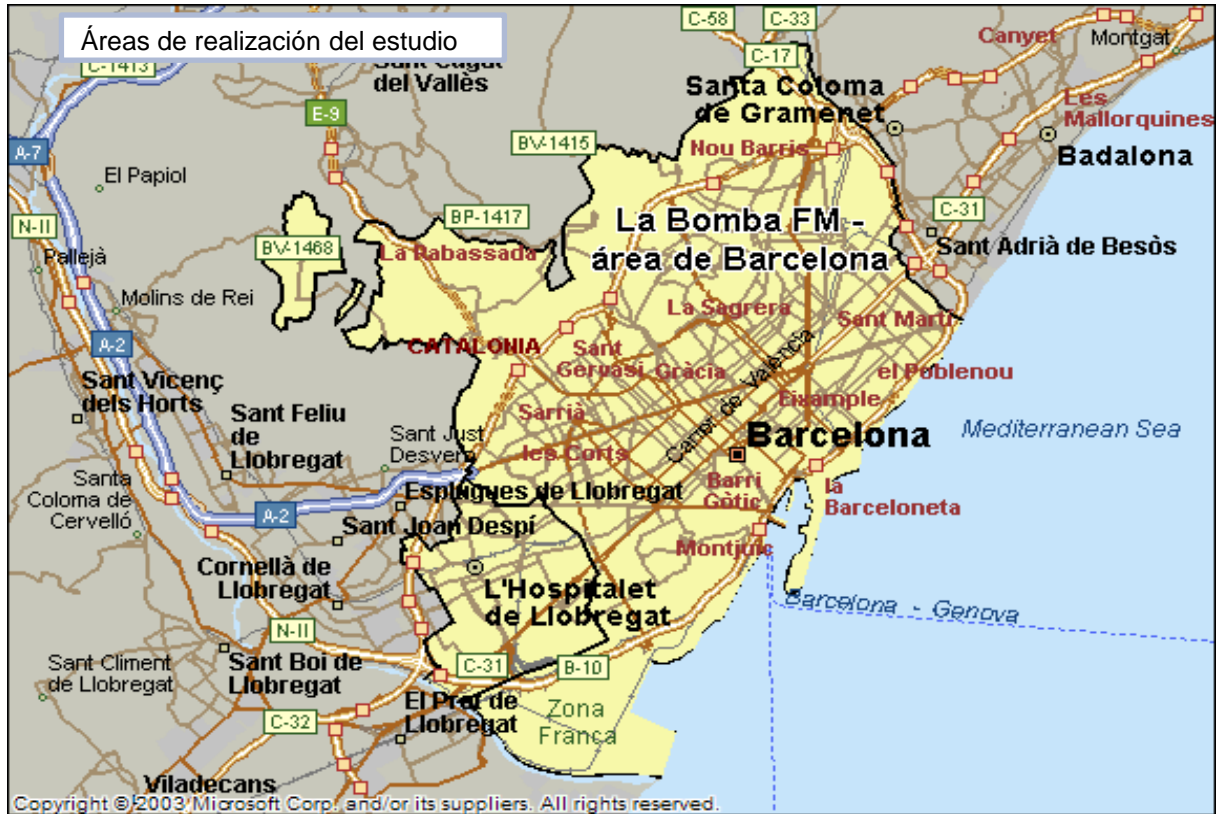 Áreas de realización del estudio
C-58
C-33
Canyet
Montgat
C-1413
Sant Cugat
del Vallès
C-17
Santa Coloma
de Gramenet
Les
Mallorquines
E-9
A-7
BV-1415
Nou Barris
Badalona
El Papiol
N-II
BP-1417
C-31
La Bomba FM -
área de Barcelona
BV-1468
La Rabassada
Sant Adrià de Besòs
Pallejà
Molins de Rei
La Sagrera
Sant Martí
A-2
CATALONIA
Sant
Gervasi
Gràcia
Carrer de València
el Poblenou
Sant Vicenç
dels Horts
Sant Feliu
de
Llobregat
Sarrià
Eixample
Sant Just
Desvern
les Corts
Barcelona
Mediterranean Sea
Santa
Coloma de
Cervelló
Esplugues de Llobregat
Barri
Gòtic
la
Barceloneta
A-2
Sant Joan Despí
Montjuïc
Cornellà de
Llobregat
L'Hospitalet
de Llobregat
Barcelona - Genova
N-II
Sant Climent
de Llobregat
Sant Boi de
Llobregat
C-31
B-10
El Prat de
Llobregat
Zona
Franca
C-32
Viladecans
Copyright © 2003 Microsoft Corp. and/or its suppliers. All rights reserved.